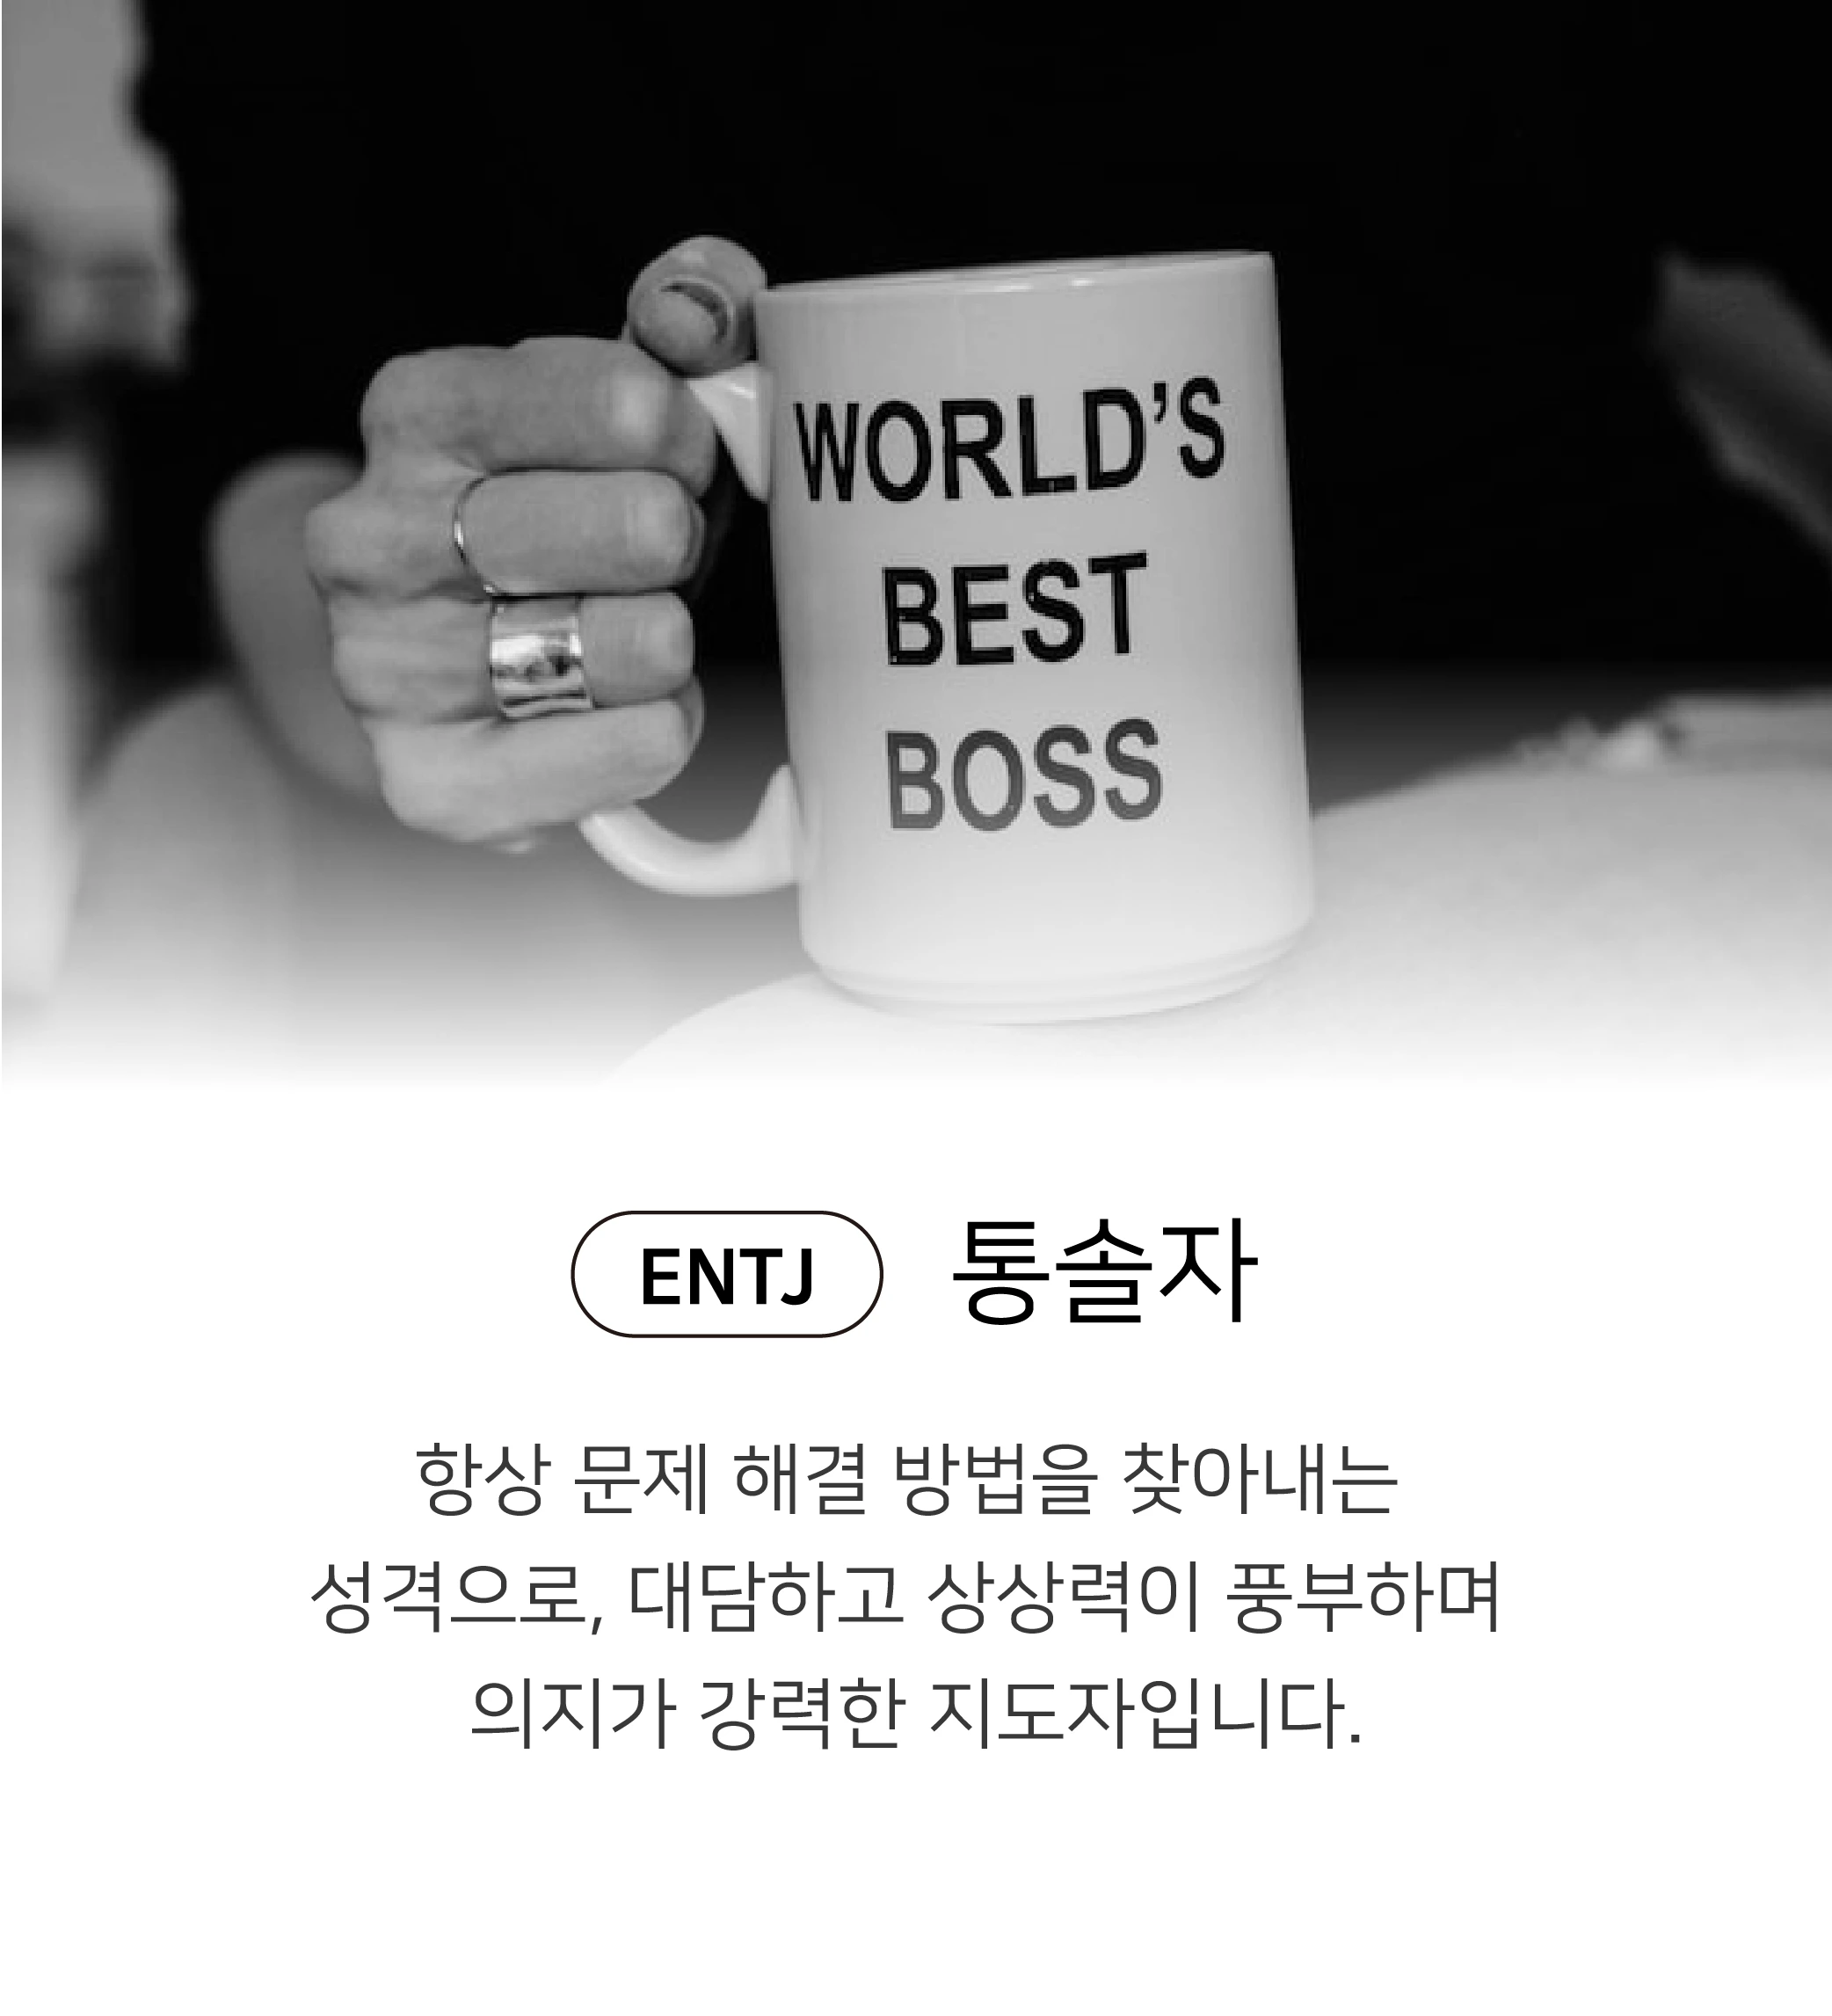 WORLD'S
BEST
BOSS
ENTJ 통솔자
항상 문제 해결 방법을 찾아내는
성격으로, 대담하고 상상력이 풍부하며
의지가 강력한 지도자입니다.